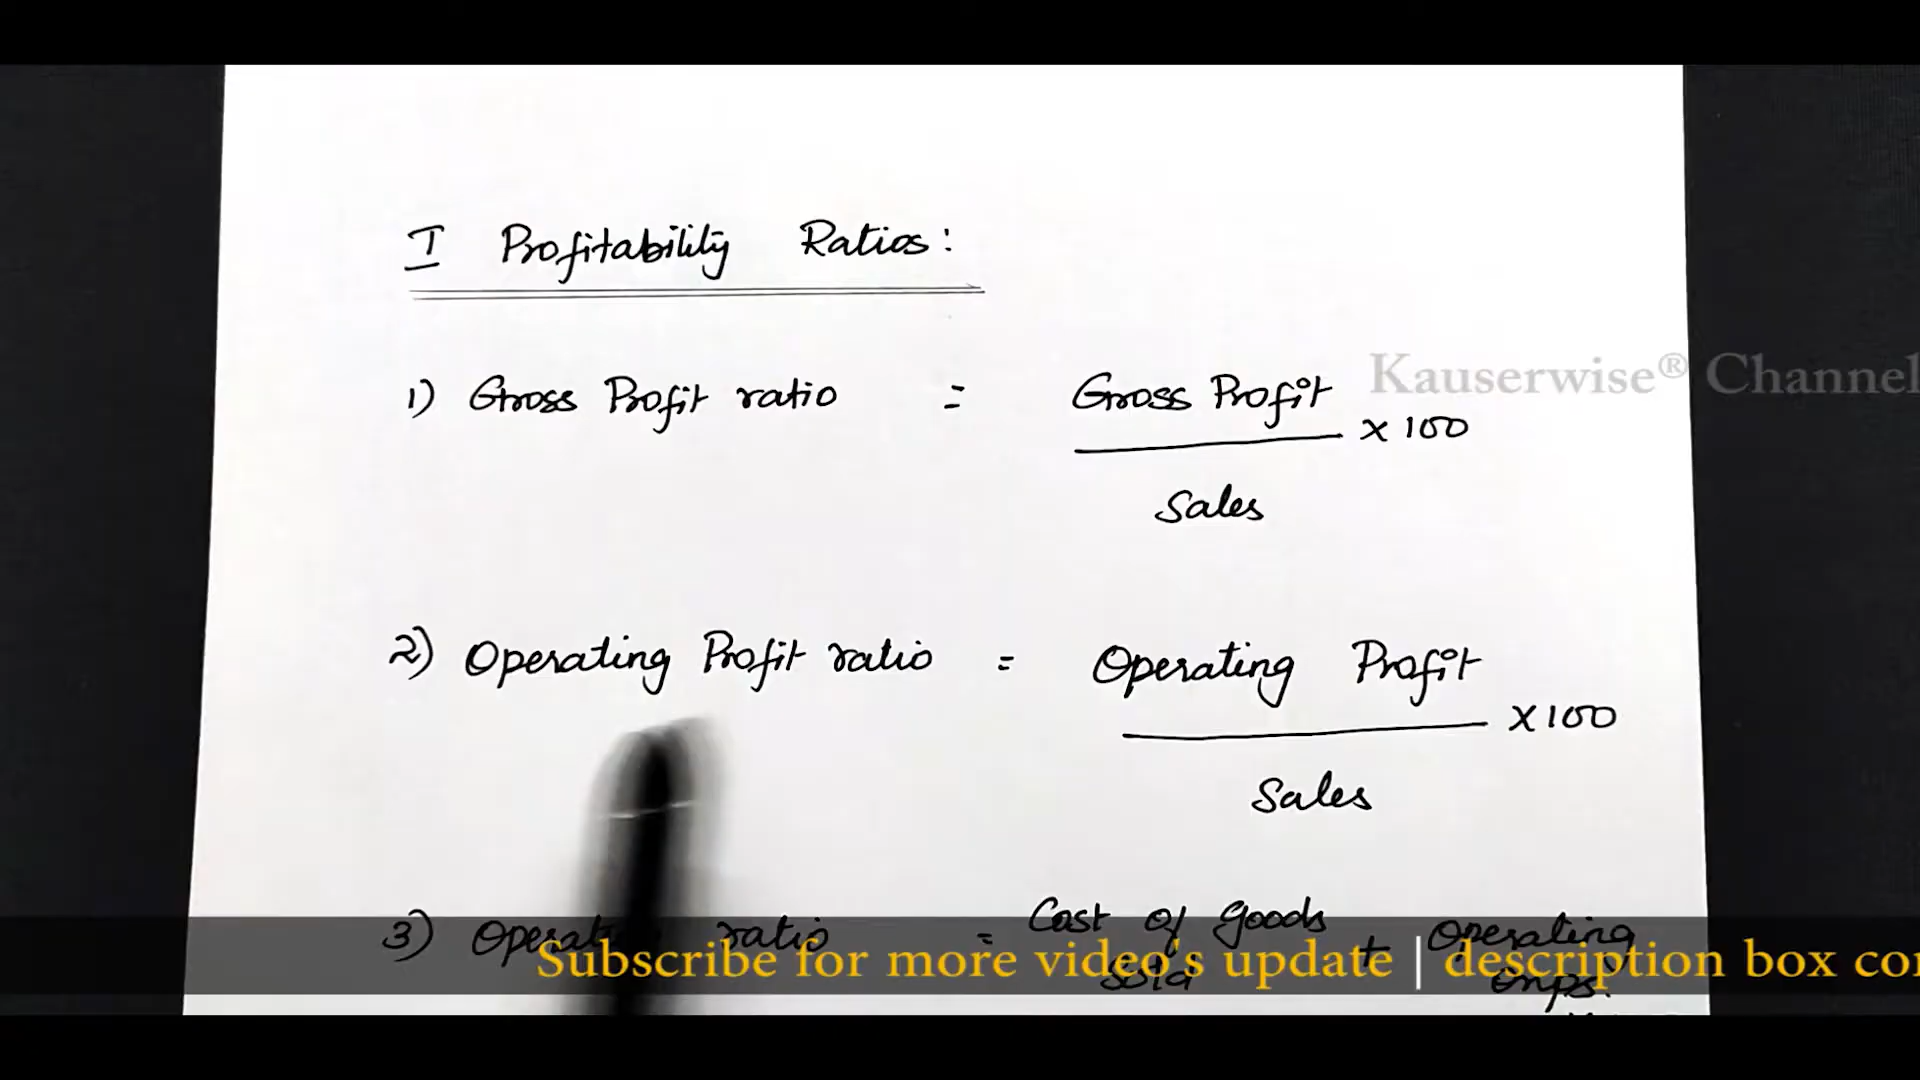 I Profitability Ratios:
Kauserwise® Channel
1) Gross Profit ratio = Gross Profit × 100
Sales
2) Operating Profit ratio = Operating Profit × 100
Sales
3) ratio = Cost of goods + Operating
sold
Subscribe for more video's update | description box